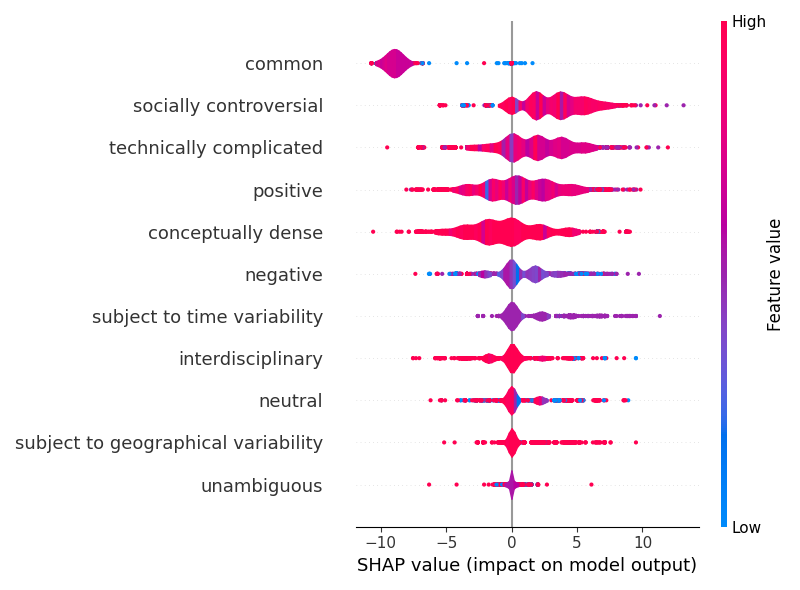 High
common
socially controversial
technically complicated
positive
conceptually dense
negative
subject to time variability
interdisciplinary
neutral
subject to geographical variability
unambiguous
Feature value
Low
−10 −5 0 5 10
SHAP value (impact on model output)